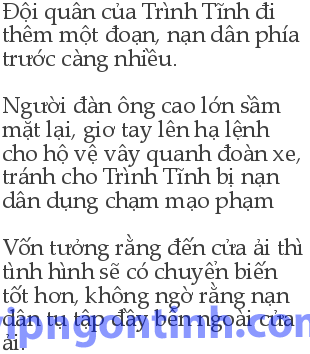 Đội quân của Trình Tĩnh đi
thêm một đoạn, nạn dân phía
trước càng nhiều.
Người đàn ông cao lớn sầm
mặt lại, giơ tay lên hạ lệnh
cho hộ vệ vây quanh đoàn xe,
tránh cho Trình Tĩnh bị nạn
dân dụng chạm mạo phạm
Vốn tưởng rằng đến cửa ải thì
tình hình sẽ có chuyển biến
tốt hơn, không ngờ rằng nạn
dân tụ tập đầy bên ngoài cửa
ải.
vipngontinh.com